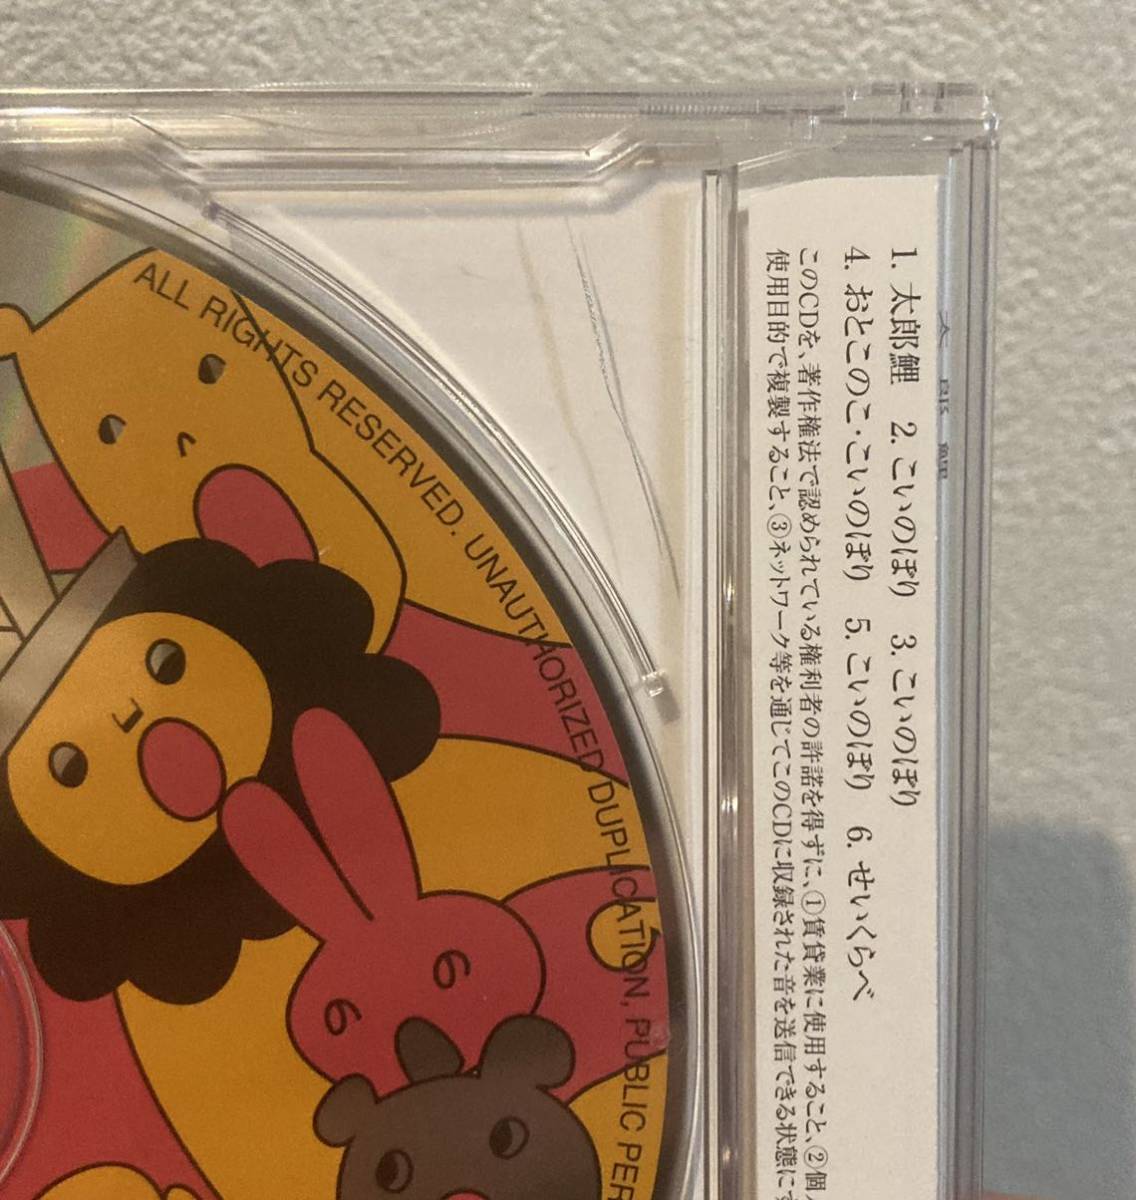 1. 太郎鯉　2. こいのぼり　3. こいのぼり
4. おとこのこ・こいのぼり　5. こいのぼり　6. せいくらべ
このCDを、著作権法で認められている権利者の許諾を得ずに、①賃貸業に使用すること、②個人
使用目的で複製すること、③ネットワーク等を通じてこのCDに収録された音を送信できる状態にす
ALL RIGHTS RESERVED. UNAUTHORIZED DUPLICATION, PUBLIC PER